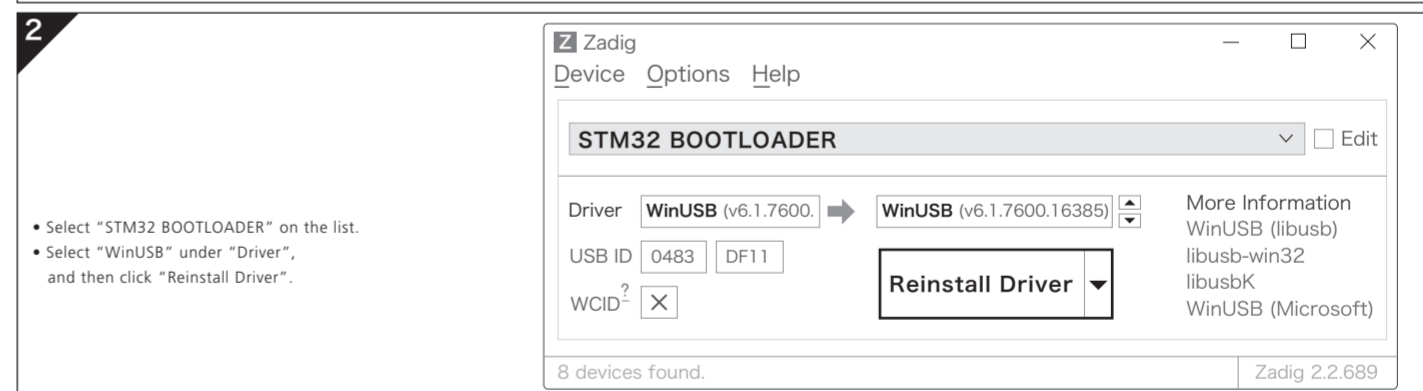 2
• Select “STM32 BOOTLOADER” on the list.
• Select “WinUSB” under “Driver”,
and then click “Reinstall Driver”.
Z Zadig
Device Options Help
STM32 BOOTLOADER
Edit
Driver WinUSB (v6.1.7600. WinUSB (v6.1.7600.16385)
USB ID 0483 DF11
WCID ?
Reinstall Driver
More Information
WinUSB (libusb)
libusb-win32
libusbK
WinUSB (Microsoft)
8 devices found.
Zadig 2.2.689